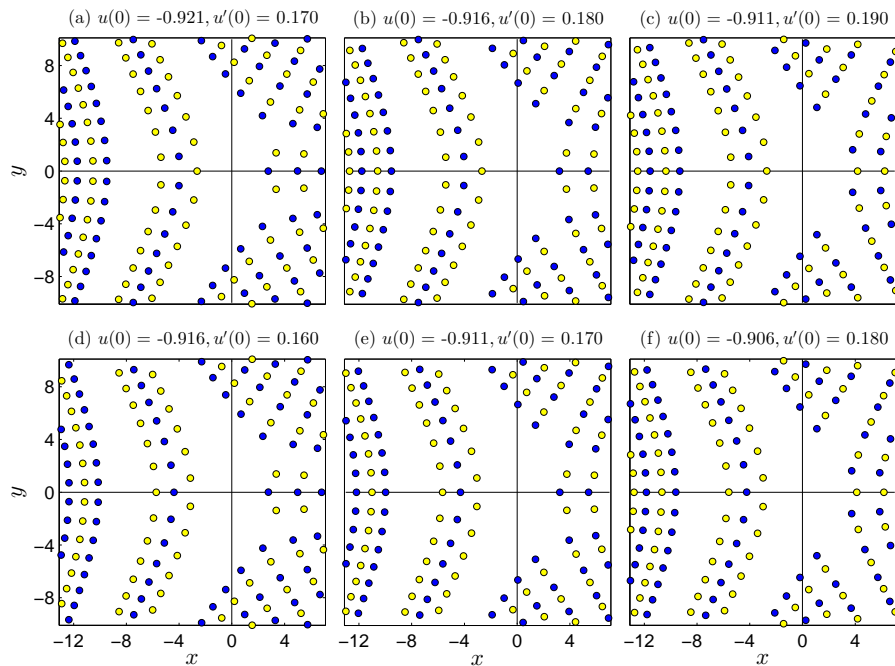 (a) u(0) = -0.921, u'(0) = 0.170
(b) u(0) = -0.916, u'(0) = 0.180
(c) u(0) = -0.911, u'(0) = 0.190
8
4
0
−4
−8
y
(d) u(0) = -0.916, u'(0) = 0.160
(e) u(0) = -0.911, u'(0) = 0.170
(f) u(0) = -0.906, u'(0) = 0.180
8
4
0
−4
−8
y
−12 −8 −4 0 4
−12 −8 −4 0 4
−12 −8 −4 0 4
x
x
x